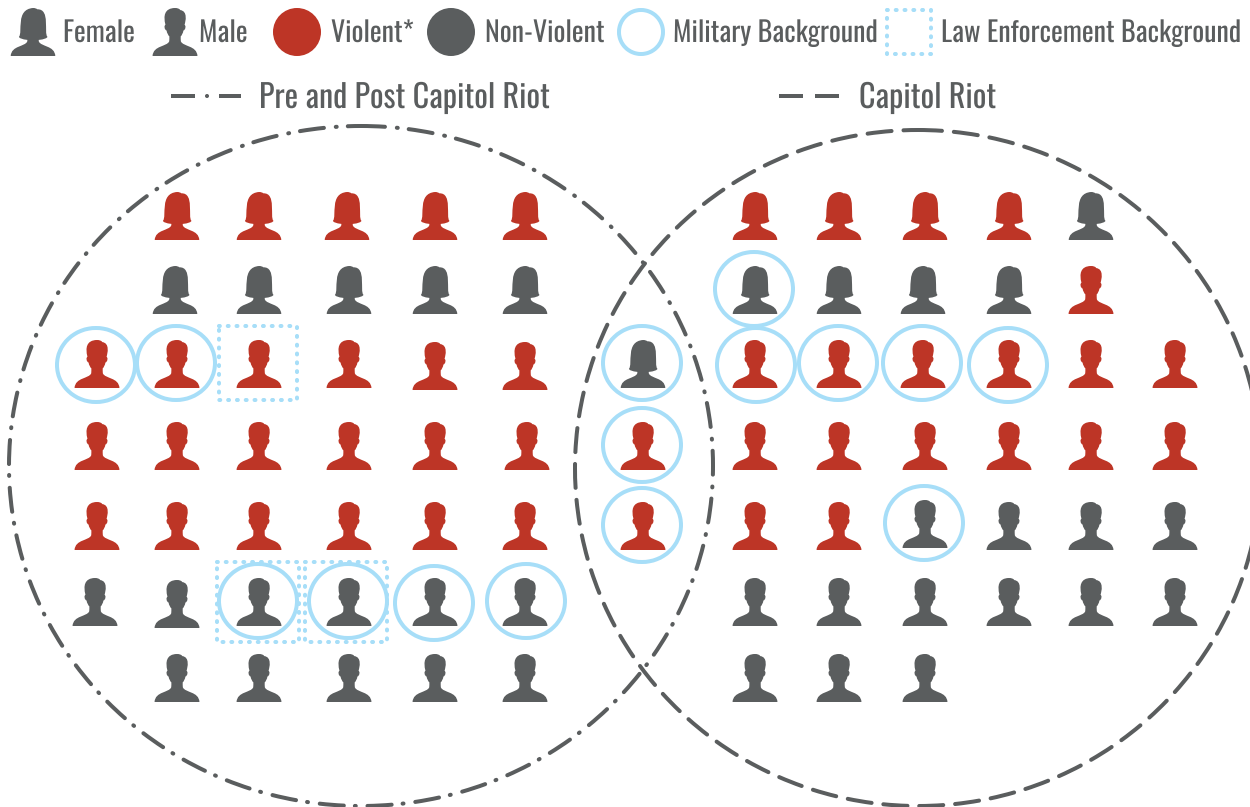 Female Male Violent* Non-Violent Military Background Law Enforcement Background
Pre and Post Capitol Riot Capitol Riot